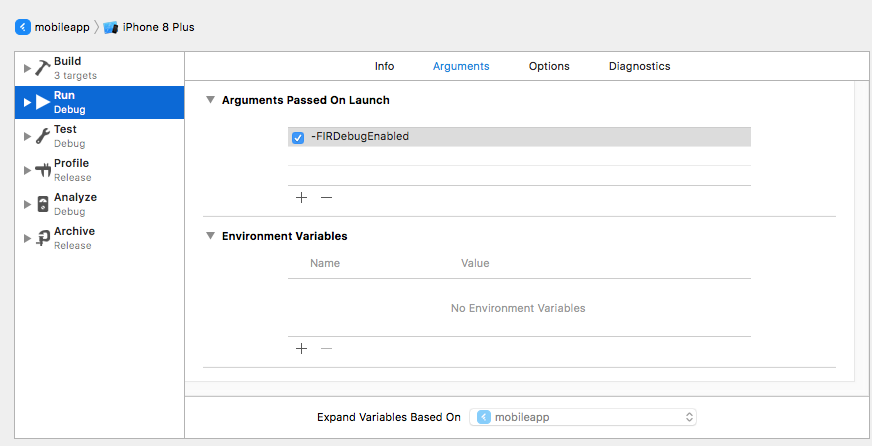 mobileapp iPhone 8 Plus
Build
3 targets
Run
Debug
Test
Debug
Profile
Release
Analyze
Debug
Archive
Release
Info Arguments Options Diagnostics
Arguments Passed On Launch
-FIRDebugEnabled
Environment Variables
Name Value
No Environment Variables
Expand Variables Based On mobileapp